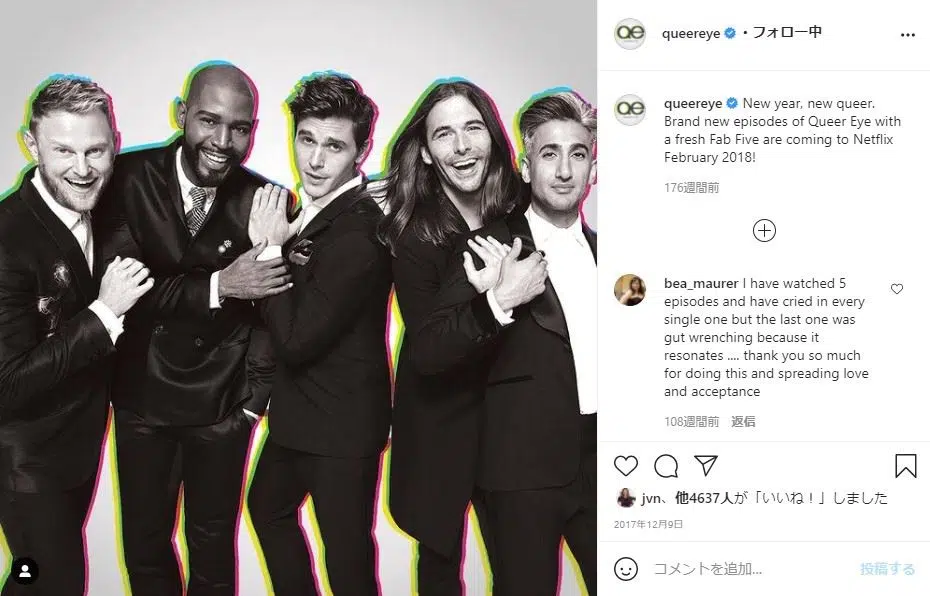 queereye • フォロー中
queereye New year, new queer.
Brand new episodes of Queer Eye with
a fresh Fab Five are coming to Netflix
February 2018!
176週間前
bea_maurer I have watched 5
episodes and have cried in every
single one but the last one was
gut wrenching because it
resonates .... thank you so much
for doing this and spreading love
and acceptance
108週間前 返信
jvn、他4637人が「いいね！」しました
2017年12月9日
コメントを追加...
投稿する